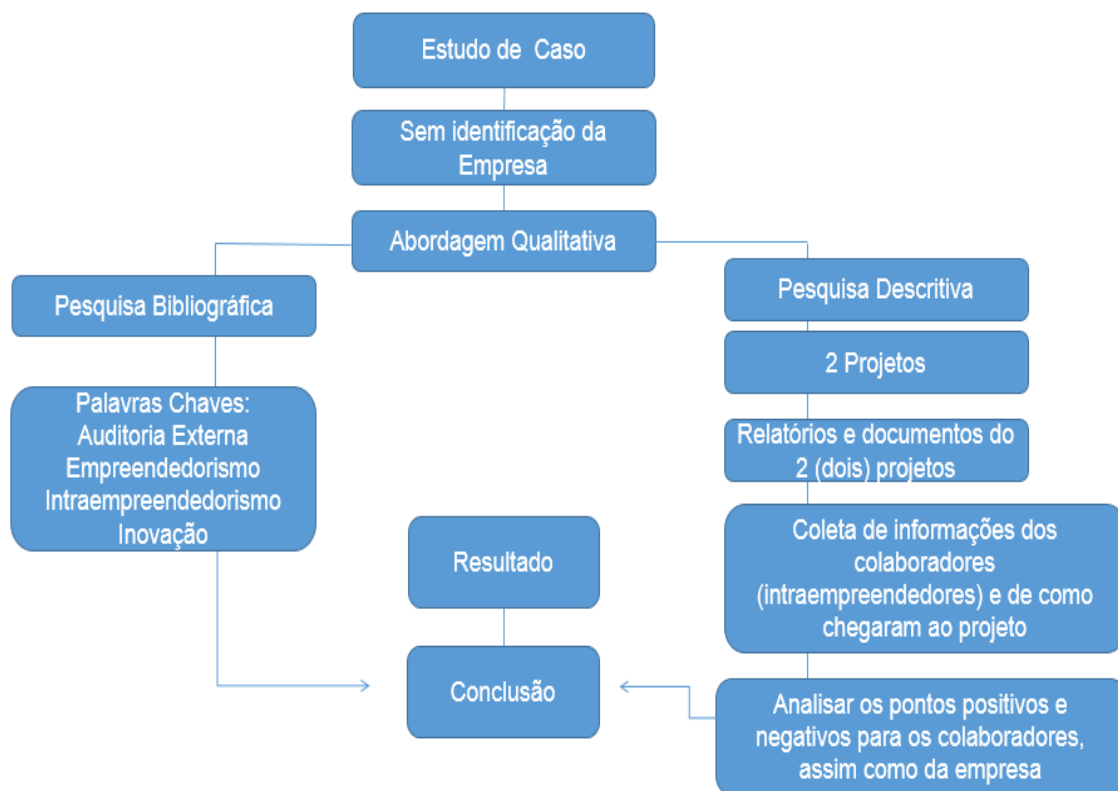 Estudo de Caso
Sem identificação da
Empresa
Abordagem Qualitativa
Pesquisa Bibliográfica
Palavras Chaves:
Auditoria Externa
Empreendedorismo
Intraempreendedorismo
Inovação
Pesquisa Descritiva
2 Projetos
Relatórios e documentos do
2 (dois) projetos
Coleta de informações dos
colaboradores
(intraempreendedores) e de como
chegaram ao projeto
Analisar os pontos positivos e
negativos para os colaboradores,
assim como da empresa
Resultado
Conclusão